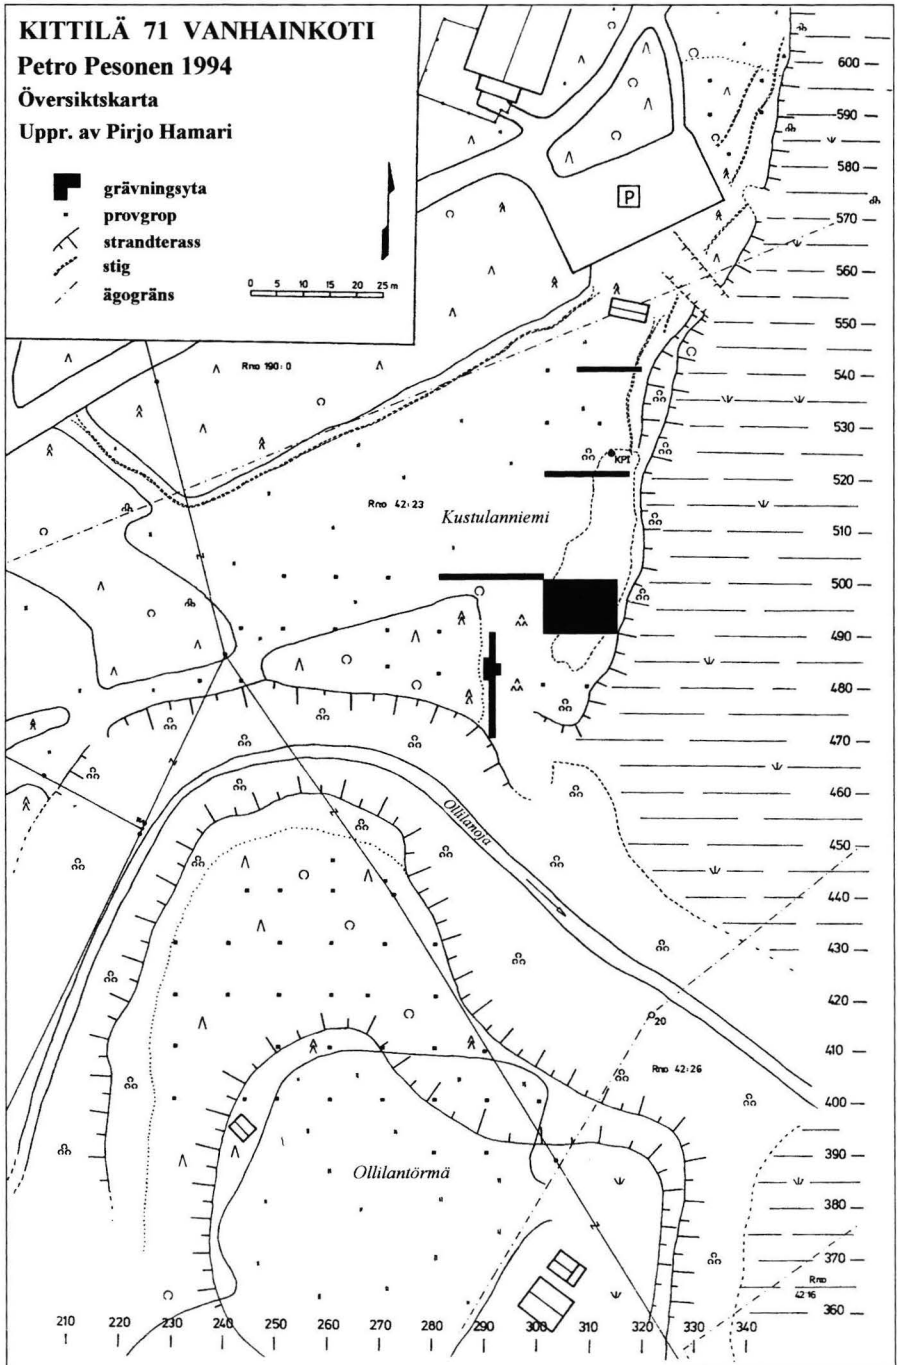 KITTILÄ 71 VANHAINKOTI
Petro Pesonen 1994
Översiktskarta
Uppr. av Pirjo Hamari
grävningsyta
provgrop
strandterass
stig
ägogräns
0 5 10 15 20 25 m
P
600
590
580
570
560
550
540
530
520
510
500
490
480
470
460
450
440
430
420
410
400
390
380
370
360
Rno 190:0
KP1
Rno 42:23
Kustulanniemi
Ollilanoja
20
Rno 42:26
Ollilantörmä
Rno
42:16
210 220 230 240 250 260 270 280 290 300 310 320 330 340